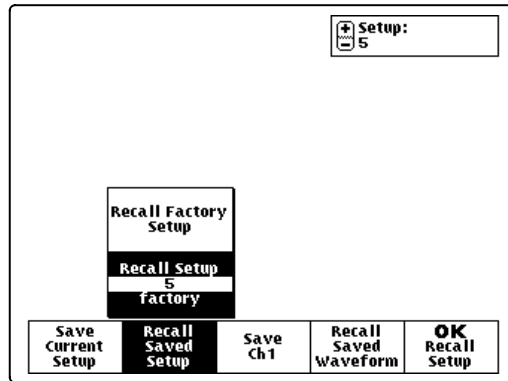 + Setup:
- 5
Recall Factory
Setup
Recall Setup
5
factory
Save
Current
Setup
Recall
Saved
Setup
Save
Ch1
Recall
Saved
Waveform
OK
Recall
Setup